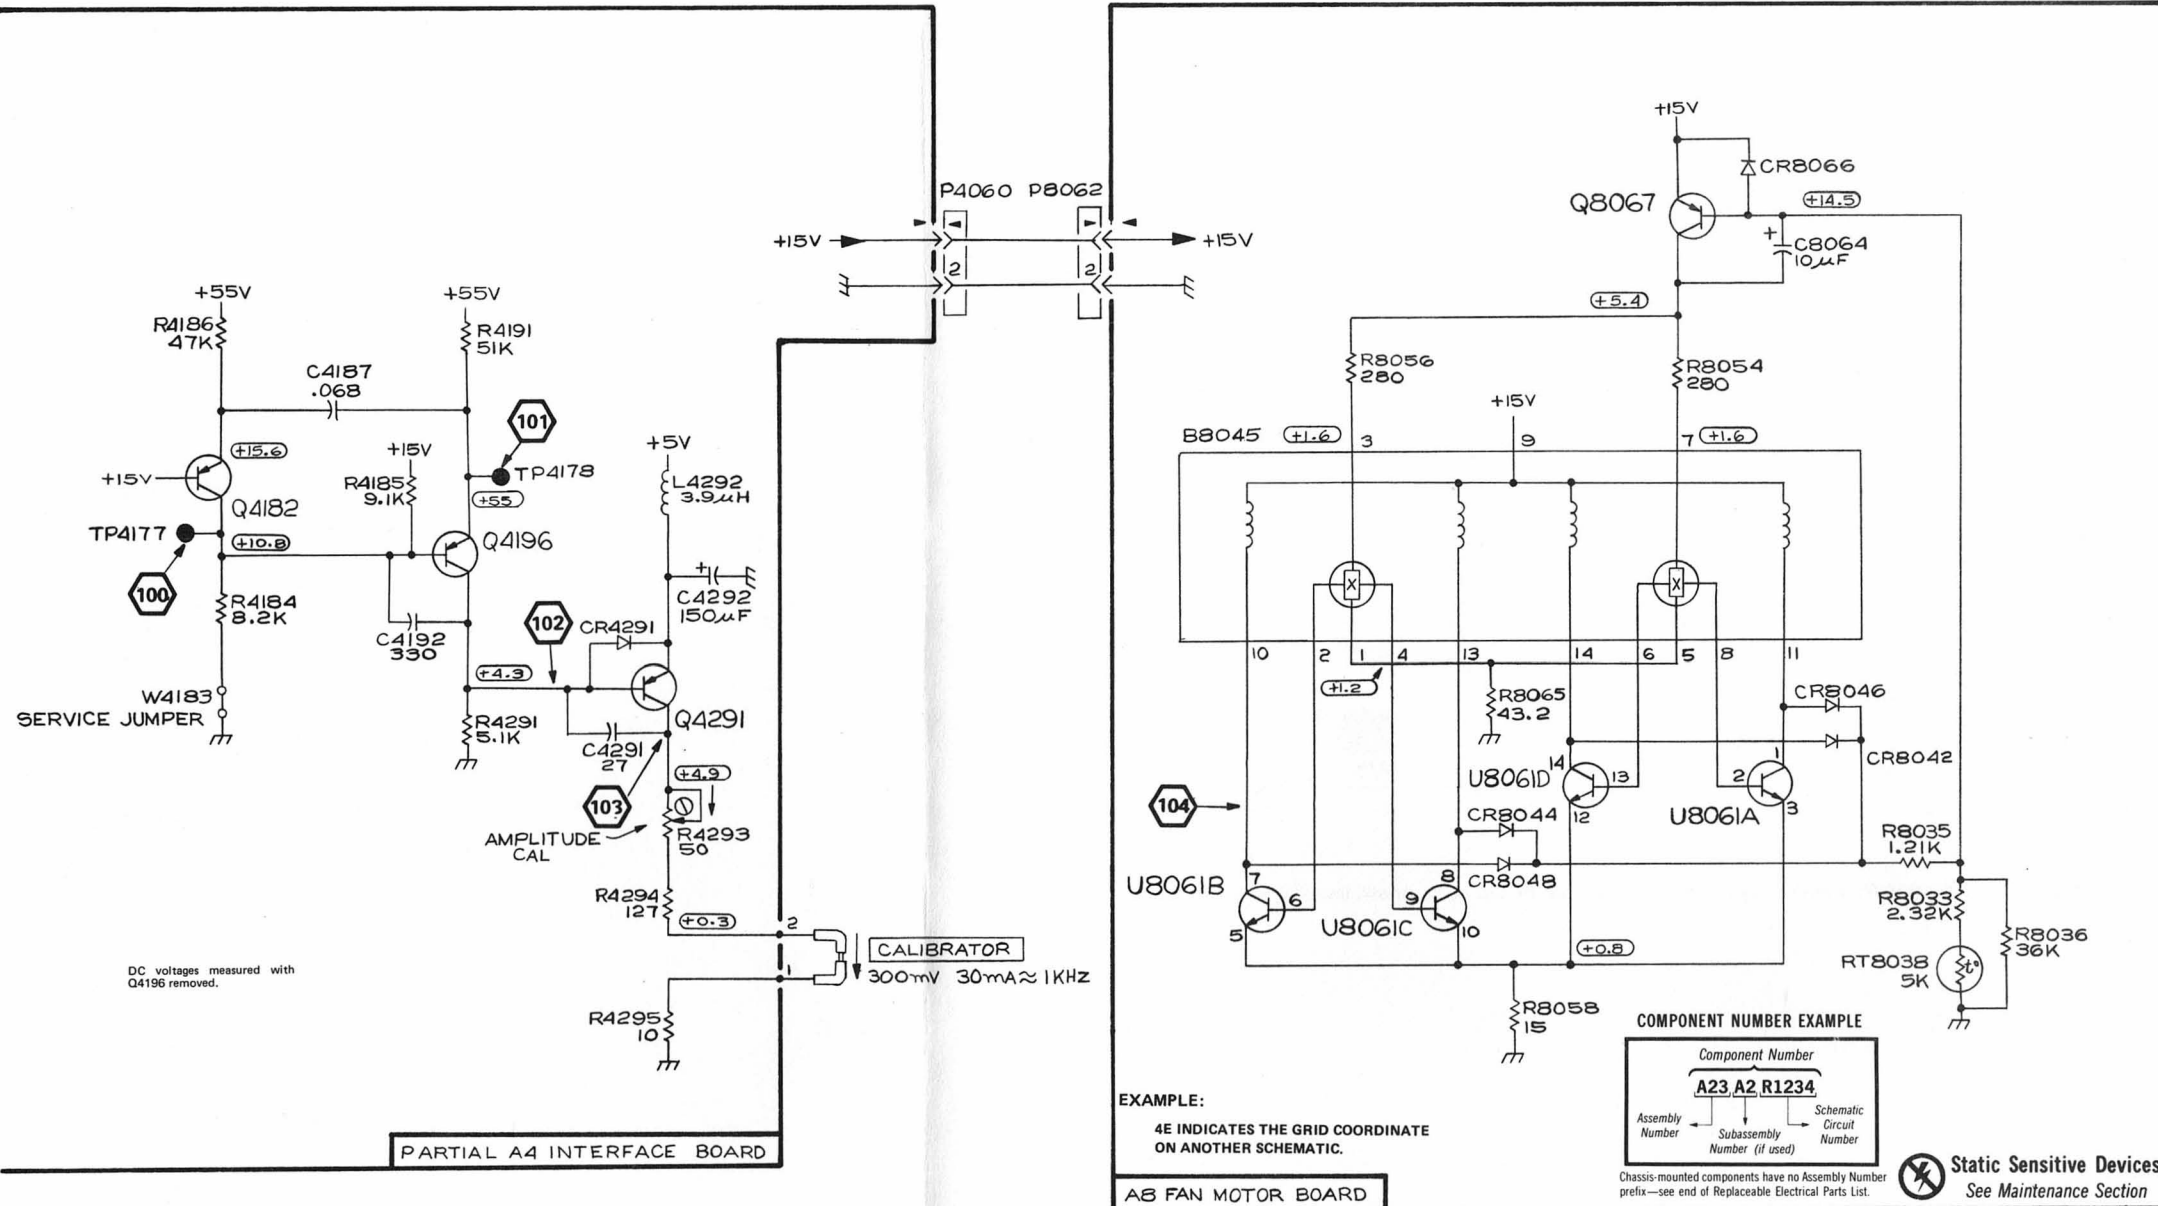 P4060 P8062
+15V
+15V
2
2
+55V
R4186
47K
+55V
R4191
51K
C4187
.068
101
+15.6
+15V
TP4178
+15V
R4185
9.1K
+55
Q4182
TP4177
+10.8
Q4196
100
R4184
8.2K
C4192
330
W4183
SERVICE JUMPER
+4.3
R4291
5.1K
102
CR4291
+5V
L4292
3.9µH
+
C4292
150µF
Q4291
C4291
27
+4.9
103
AMPLITUDE
CAL
R4293
50
R4294
127
+0.3
2
1
CALIBRATOR
300mV 30mA≈1KHz
R4295
10
DC voltages measured with
Q4196 removed.
PARTIAL A4 INTERFACE BOARD
+15V
CR8066
Q8067
+14.5
+
C8064
10µF
+5.4
R8056
280
R8054
280
+15V
B8045
+1.6
3
9
7
+1.6
X
X
10
2
1
4
13
14
6
5
8
11
+1.2
R8065
43.2
CR8046
CR8042
14
U8061D
13
12
1
2
3
U8061A
104
CR8044
CR8048
R8035
1.21K
U8061B
7
6
5
8
9
10
U8061C
R8033
2.32K
R8036
36K
+0.8
RT8038
5K
t°
R8058
15
COMPONENT NUMBER EXAMPLE
Component Number
A23 A2 R1234
Assembly
Number
Subassembly
Number (if used)
Schematic
Circuit
Number
Chassis-mounted components have no Assembly Number
prefix—see end of Replaceable Electrical Parts List.
EXAMPLE:
4E INDICATES THE GRID COORDINATE
ON ANOTHER SCHEMATIC.
A8 FAN MOTOR BOARD
Static Sensitive Devices
See Maintenance Section